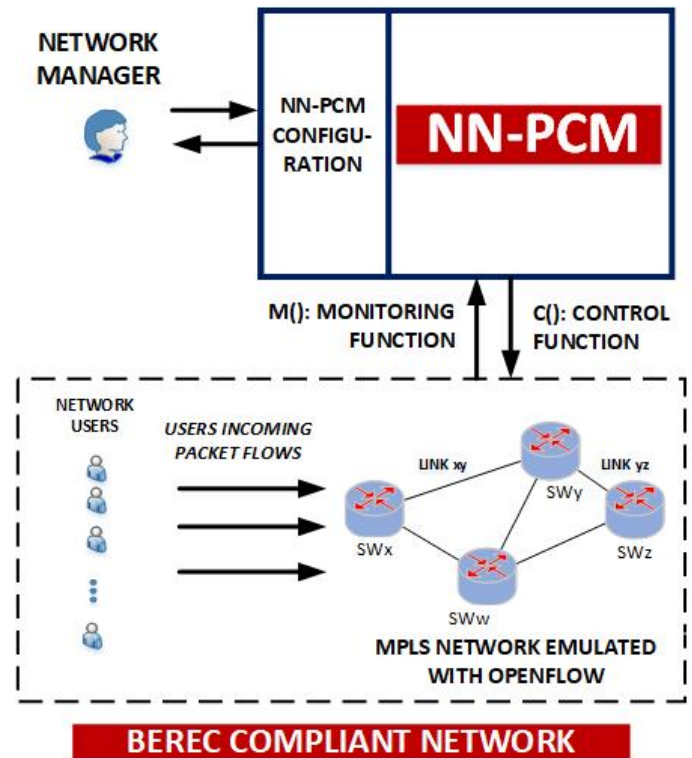 NETWORK
MANAGER
NN-PCM
CONFIGU-
RATION
NN-PCM
M(): MONITORING
FUNCTION
C(): CONTROL
FUNCTION
NETWORK
USERS
USERS INCOMING
PACKET FLOWS
LINK xy
LINK yz
SWy
SWx
SWz
SWw
MPLS NETWORK EMULATED
WITH OPENFLOW
BEREC COMPLIANT NETWORK